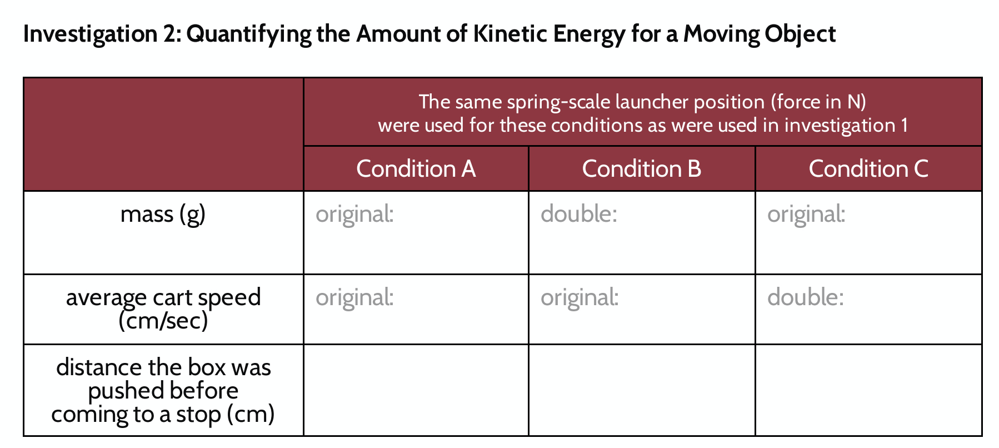 Investigation 2: Quantifying the Amount of Kinetic Energy for a Moving Object
The same spring-scale launcher position (force in N)
were used for these conditions as were used in investigation 1
Condition A
Condition B
Condition C
mass (g)
original:
double:
original:
average cart speed
(cm/sec)
original:
original:
double:
distance the box was
pushed before
coming to a stop (cm)